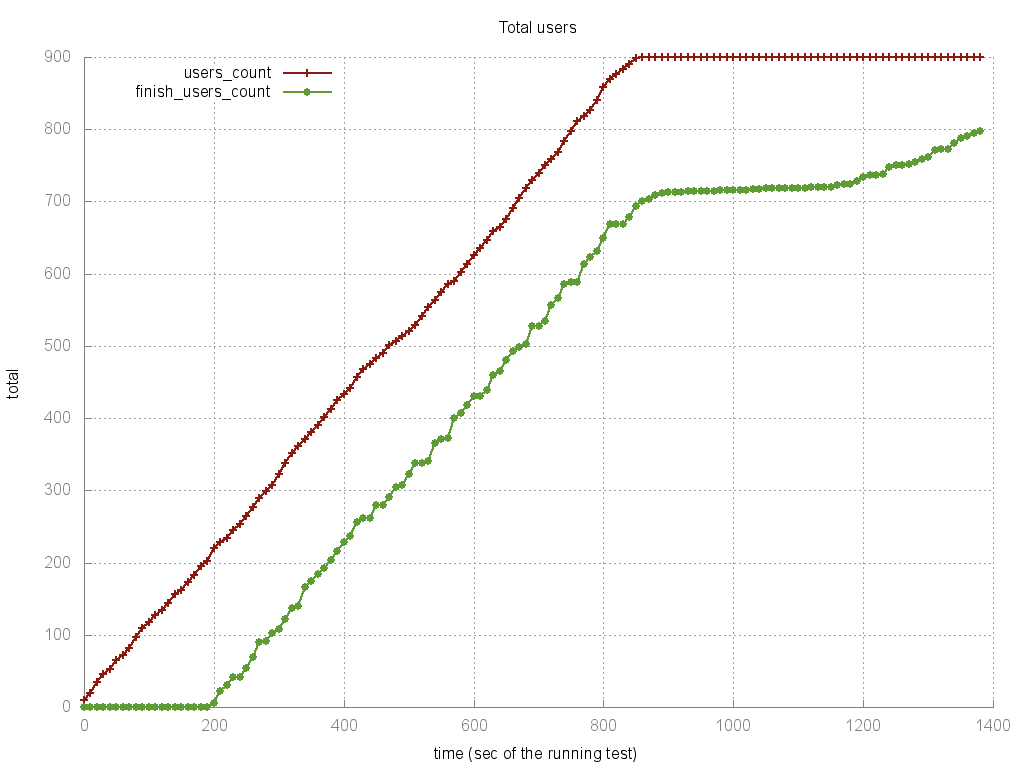 Total users
users_count
finish_users_count
900
800
700
600
500
400
300
200
100
0
total
0 200 400 600 800 1000 1200 1400
time (sec of the running test)